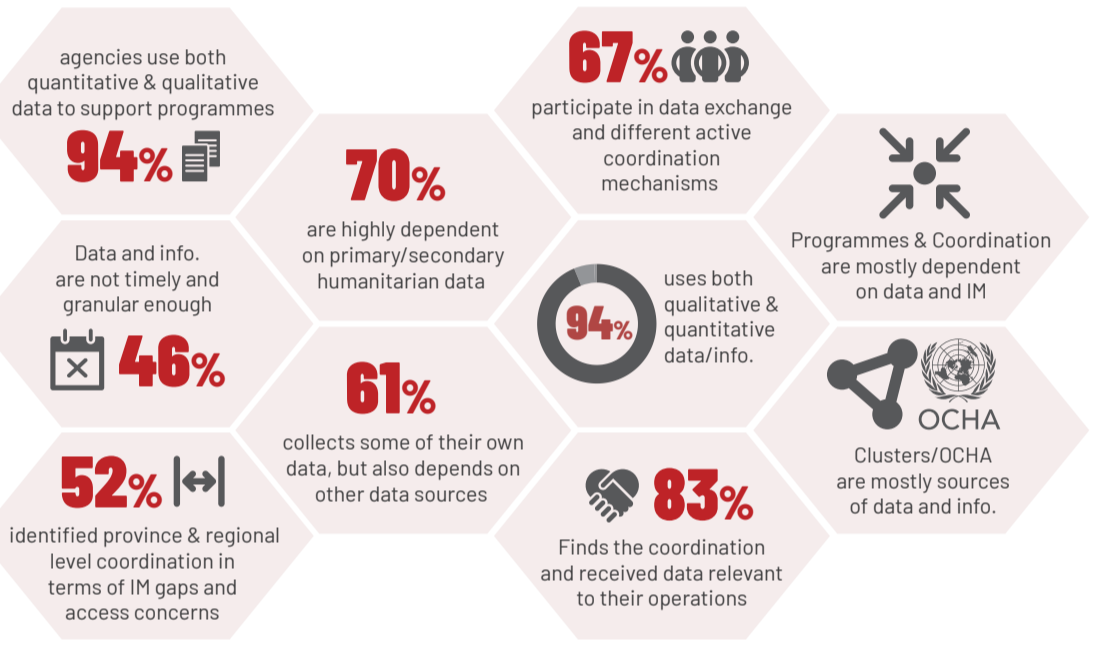 agencies use both
quantitative & qualitative
data to support programmes
94%
Data and info.
are not timely and
granular enough
46%
52%
identified province & regional
level coordination in
terms of IM gaps and
access concerns
70%
are highly dependent
on primary/secondary
humanitarian data
61%
collects some of their own
data, but also depends on
other data sources
67%
participate in data exchange
and different active
coordination
mechanisms
94%
uses both
qualitative &
quantitative
data/info.
83%
Finds the coordination
and received data relevant
to their operations
Programmes & Coordination
are mostly dependent
on data and IM
OCHA
Clusters/OCHA
are mostly sources
of data and info.